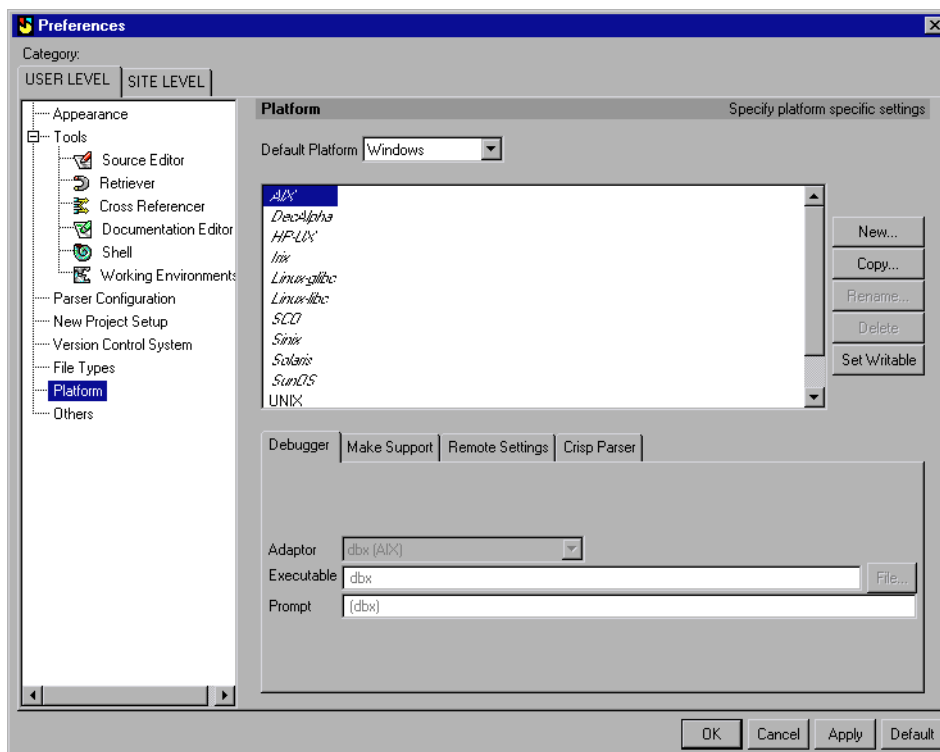 Preferences
Category:
USER LEVEL SITE LEVEL
Appearance
Tools
Source Editor
Retriever
Cross Referencer
Documentation Editor
Shell
Working Environments
Parser Configuration
New Project Setup
Version Control System
File Types
Platform
Others
Platform Specify platform specific settings
Default Platform Windows
AIX
DecAlpha
HP-UX
Irix
Linux-glibc
Linux-libc
SCO
Sinix
Solaris
SunOS
UNIX
New...
Copy...
Rename...
Delete
Set Writable
Debugger Make Support Remote Settings Crisp Parser
Adaptor dbx (AIX)
Executable dbx File...
Prompt (dbx)
OK Cancel Apply Default